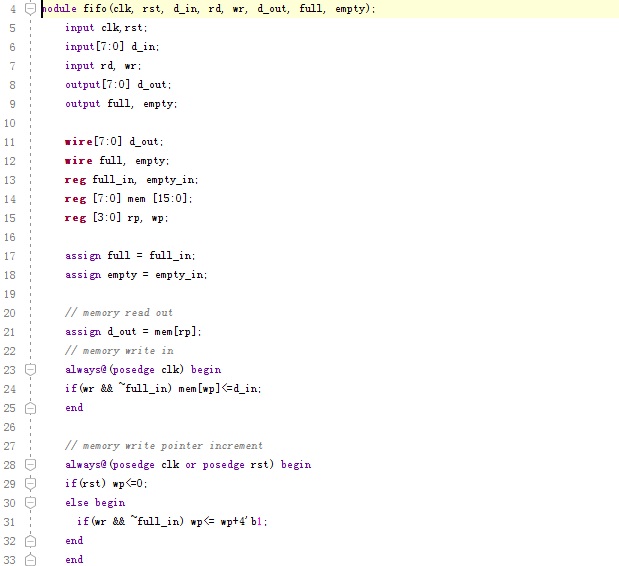 4 module fifo(clk, rst, d_in, rd, wr, d_out, full, empty);
5 input clk,rst;
6 input[7:0] d_in;
7 input rd, wr;
8 output[7:0] d_out;
9 output full, empty;
10
11 wire[7:0] d_out;
12 wire full, empty;
13 reg full_in, empty_in;
14 reg [7:0] mem [15:0];
15 reg [3:0] rp, wp;
16
17 assign full = full_in;
18 assign empty = empty_in;
19
20 // memory read out
21 assign d_out = mem[rp];
22 // memory write in
23 always@(posedge clk) begin
24 if(wr && ~full_in) mem[wp]<=d_in;
25 end
26
27 // memory write pointer increment
28 always@(posedge clk or posedge rst) begin
29 if(rst) wp<=0;
30 else begin
31 if(wr && ~full_in) wp<= wp+4'b1;
32 end
33 end